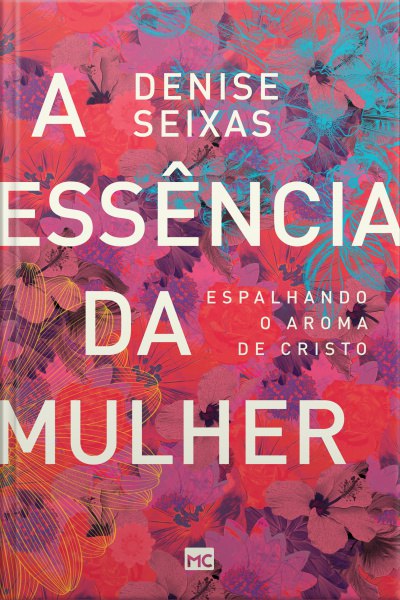 A
DENISE
SEIXAS
ESSÊNCIA
DA
ESPALHANDO
O AROMA
DE CRISTO
MULHER
MC